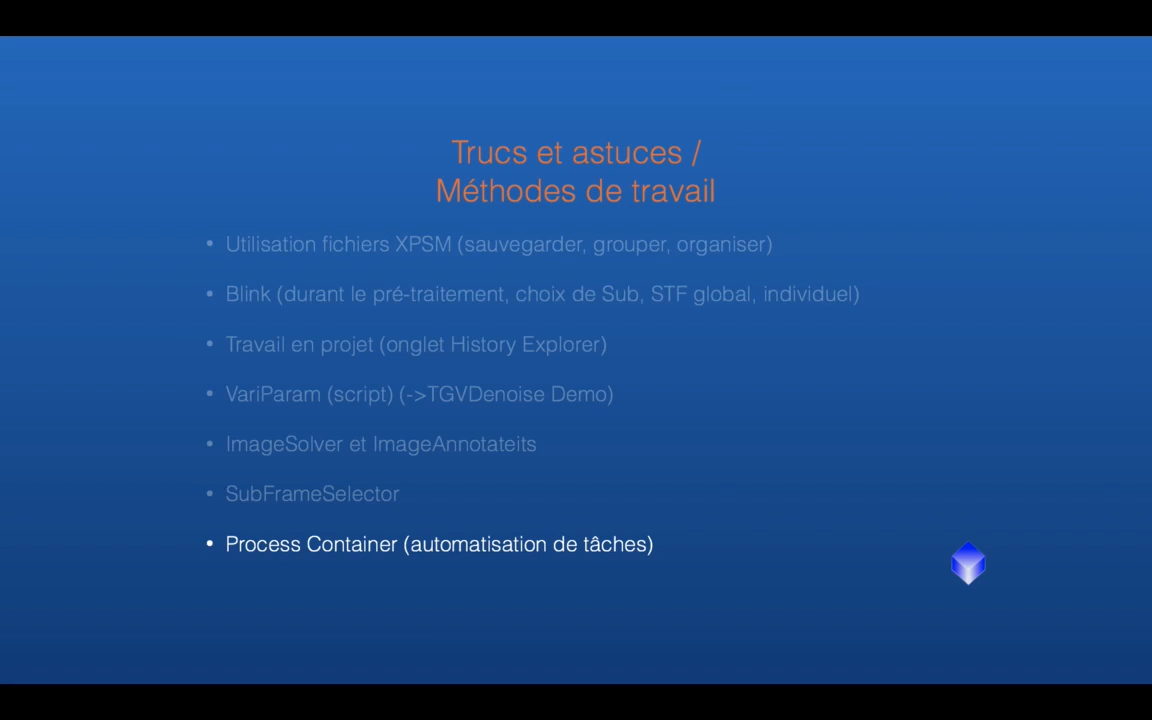 Trucs et astuces /
Méthodes de travail
• Utilisation fichiers XPSM (sauvegarder, grouper, organiser)
• Blink (durant le pré-traitement, choix de Sub, STF global, individuel)
• Travail en projet (onglet History Explorer)
• VariParam (script) (->TGVDenoise Demo)
• ImageSolver et ImageAnnotateits
• SubFrameSelector
• Process Container (automatisation de tâches)